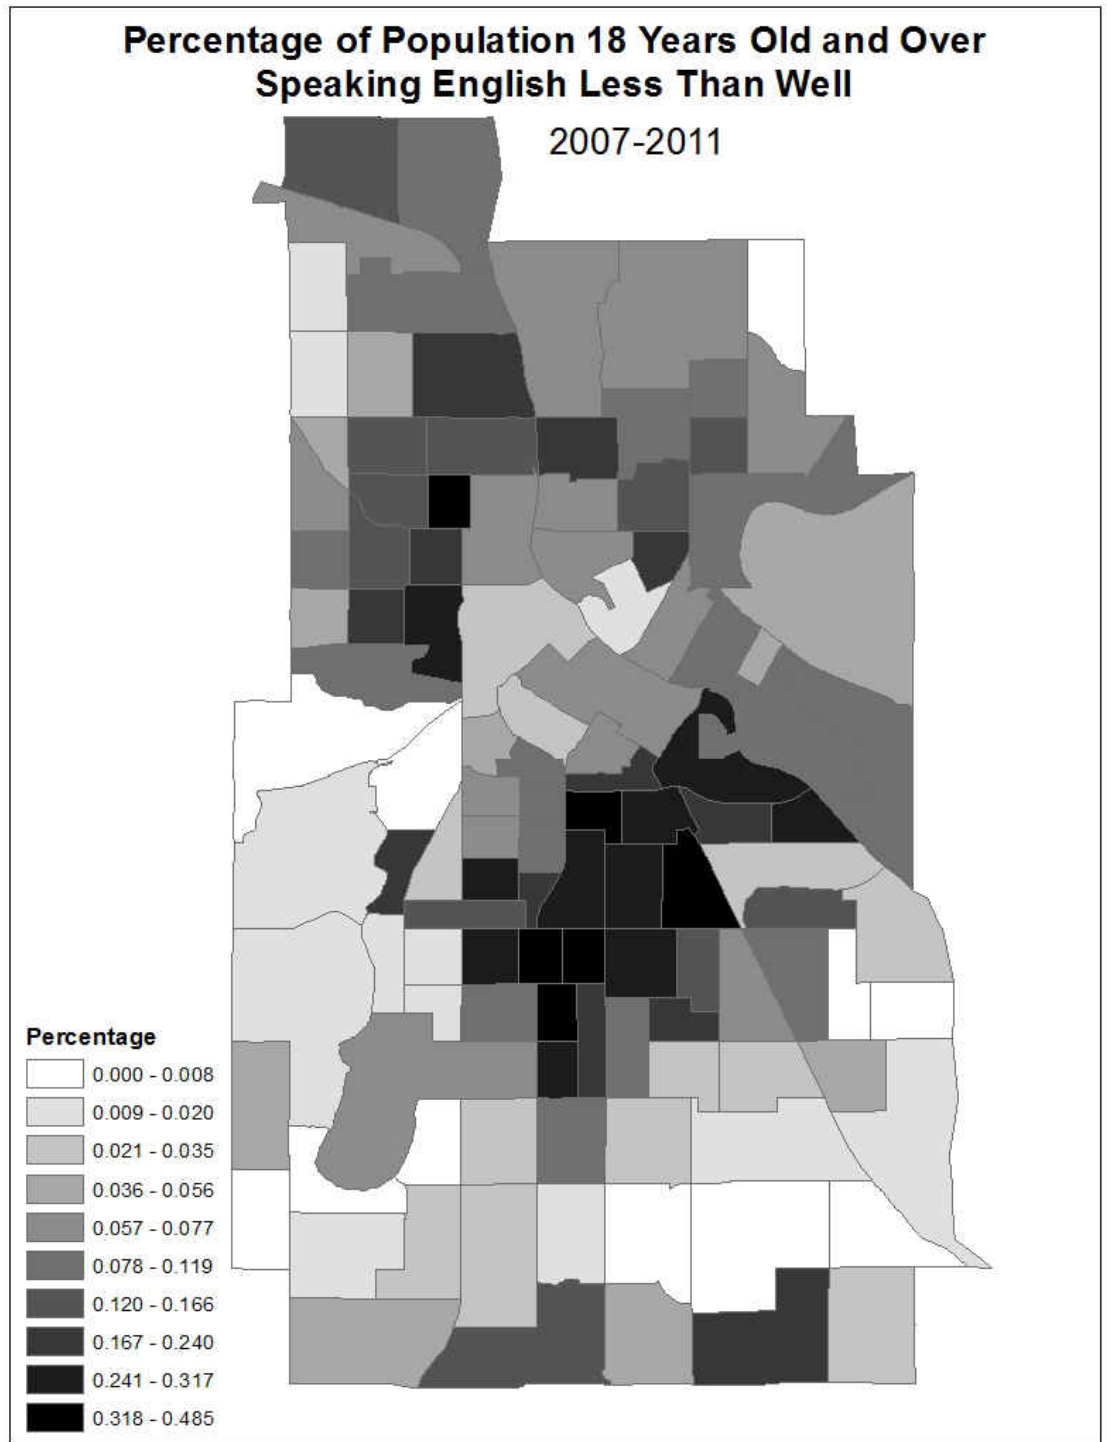 Percentage of Population 18 Years Old and Over
Speaking English Less Than Well
2007-2011
Percentage
0.000 - 0.008
0.009 - 0.020
0.021 - 0.035
0.036 - 0.056
0.057 - 0.077
0.078 - 0.119
0.120 - 0.166
0.167 - 0.240
0.241 - 0.317
0.318 - 0.485